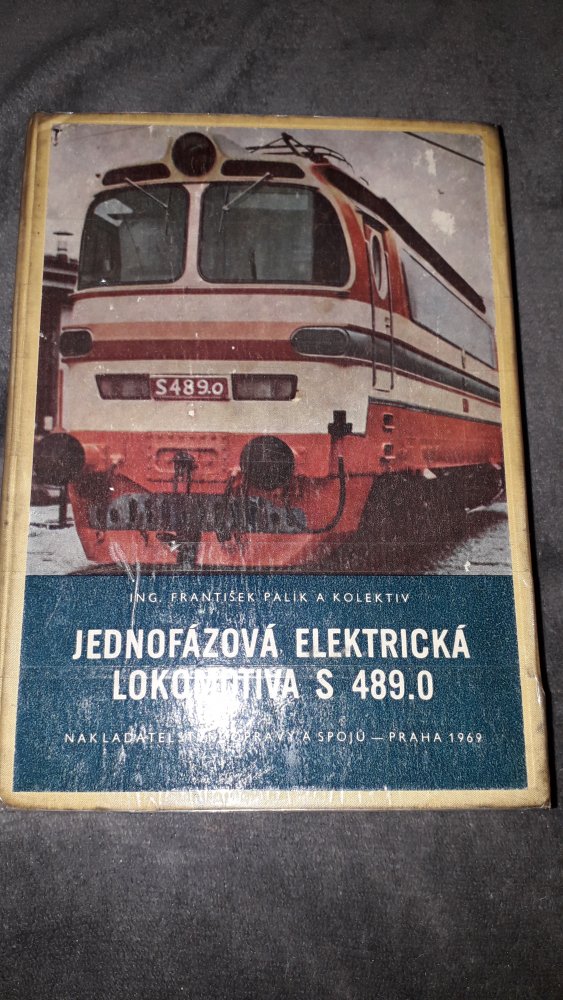 S489.0
ING. FRANTIŠEK PALÍK A KOLEKTIV
JEDNOFÁZOVÁ ELEKTRICKÁ
LOKOMOTIVA S 489.0
NAKLADATELSTVÍ DOPRAVY A SPOJŮ — PRAHA 1969